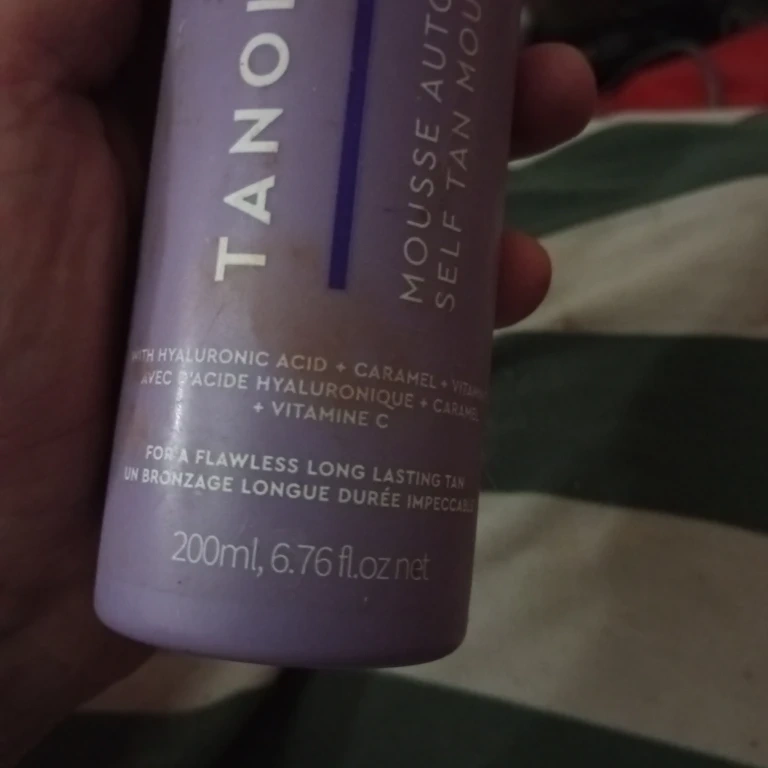 TANO
MOUSSE AUTO
SELF TAN MOU
WITH HYALURONIC ACID + CARAMEL + VITAMIN
AVEC D'ACIDE HYALURONIQUE + CARAMEL
+ VITAMINE C
FOR A FLAWLESS LONG LASTING TAN
UN BRONZAGE LONGUE DURÉE IMPECCABLE
200ml, 6.76 fl.oz net